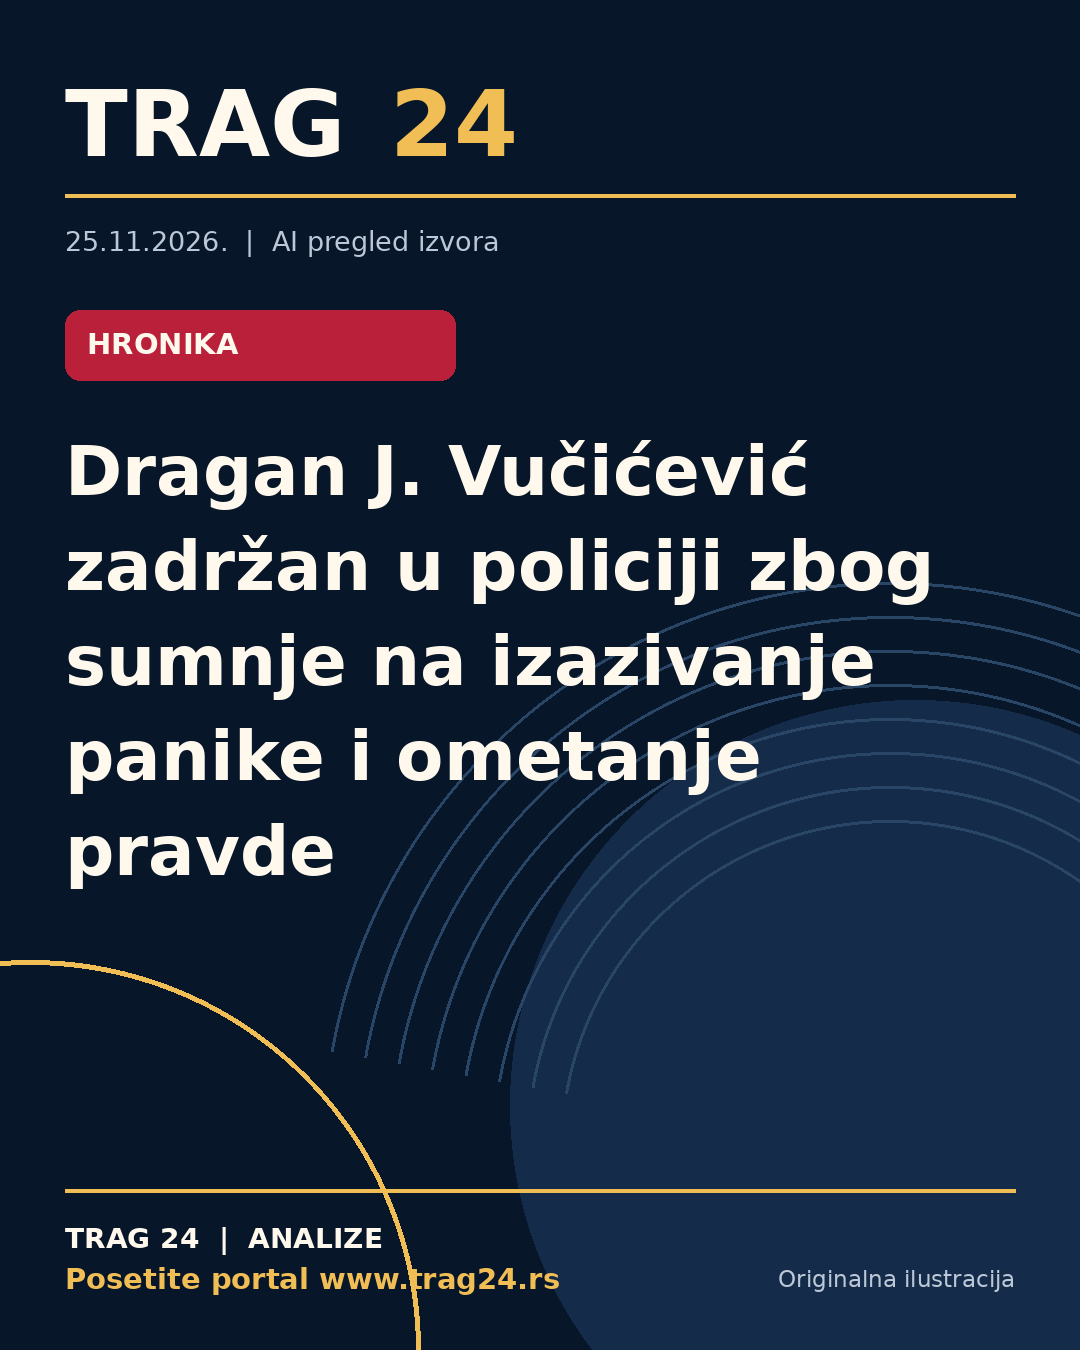 TRAG 24
25.11.2026. | AI pregled izvora
HRONIKA
Dragan J. Vučićević
zadržan u policiji zbog
sumnje na izazivanje
panike i ometanje
pravde
TRAG 24 | ANALIZE
Posetite portal www.trag24.rs
Originalna ilustracija